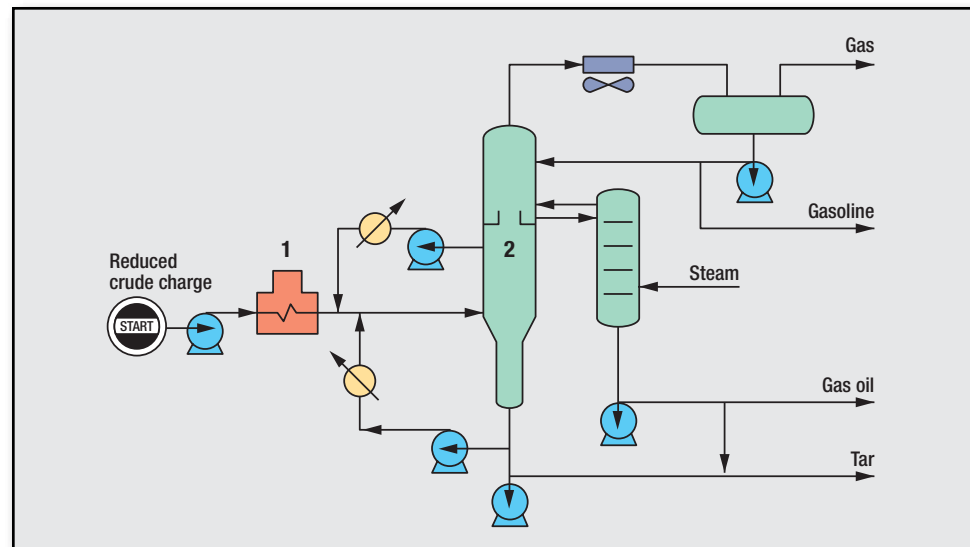 Gas
Gasoline
1
2
Reduced
crude charge
START
Steam
Gas oil
Tar